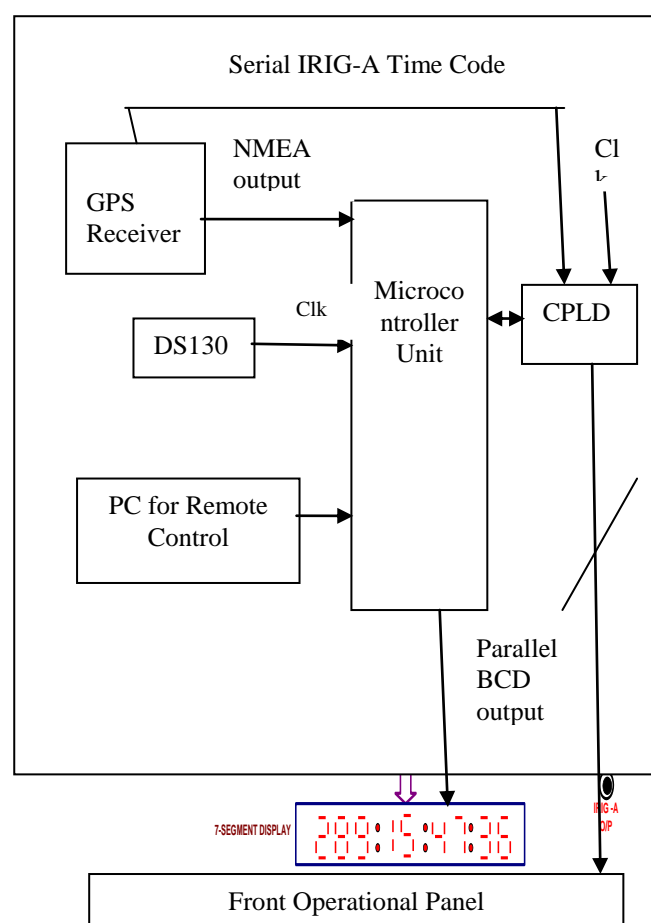 Serial IRIG-A Time Code
NMEA
output
Cl
k
GPS
Receiver
Microco
ntroller
Unit
CPLD
Clk
DS130
PC for Remote
Control
Parallel
BCD
output
7-SEGMENT DISPLAY
IRIG -A
O/P
Front Operational Panel